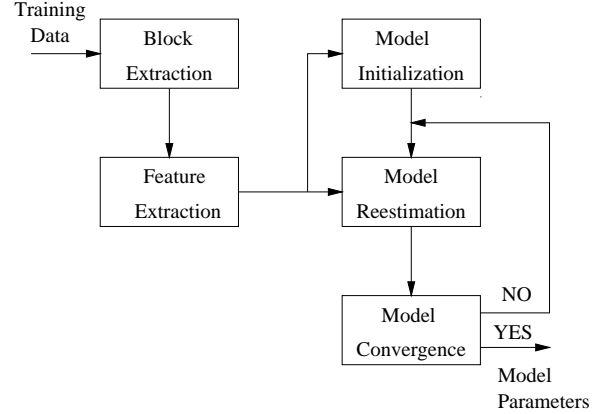 Training
Data
Block
Extraction
Model
Initialization
Feature
Extraction
Model
Reestimation
Model
Convergence
NO
YES
Model
Parameters